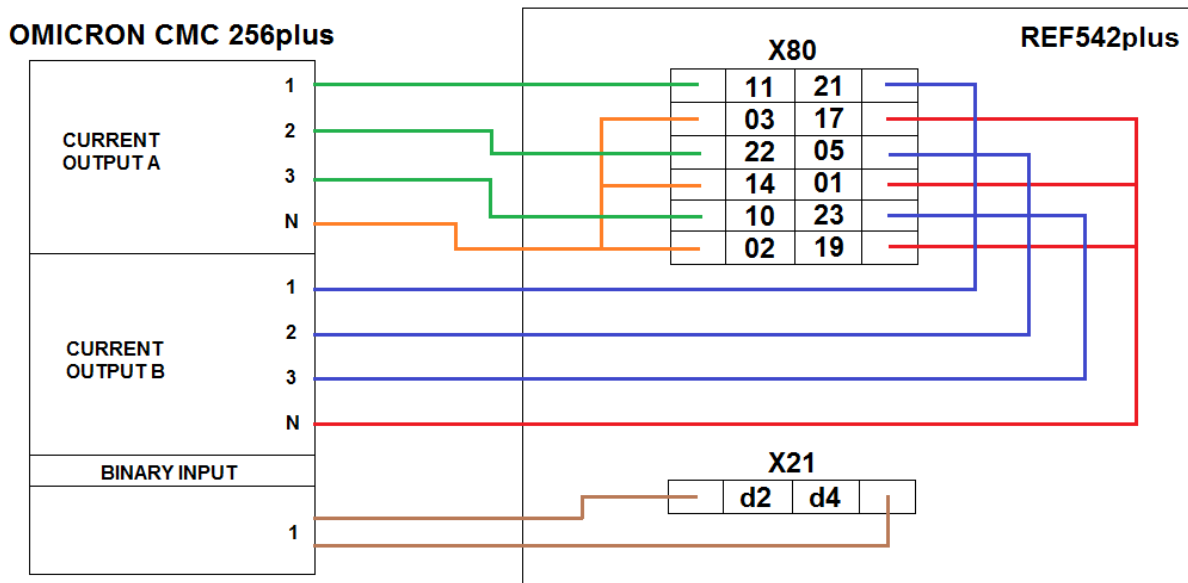 OMICRON CMC 256plus
REF542plus
X80
1
11 21
03 17
2
CURRENT
OUTPUT A
22 05
3
14 01
10 23
N
02 19
1
2
CURRENT
OUTPUT B
3
N
BINARY INPUT
X21
d2 d4
1